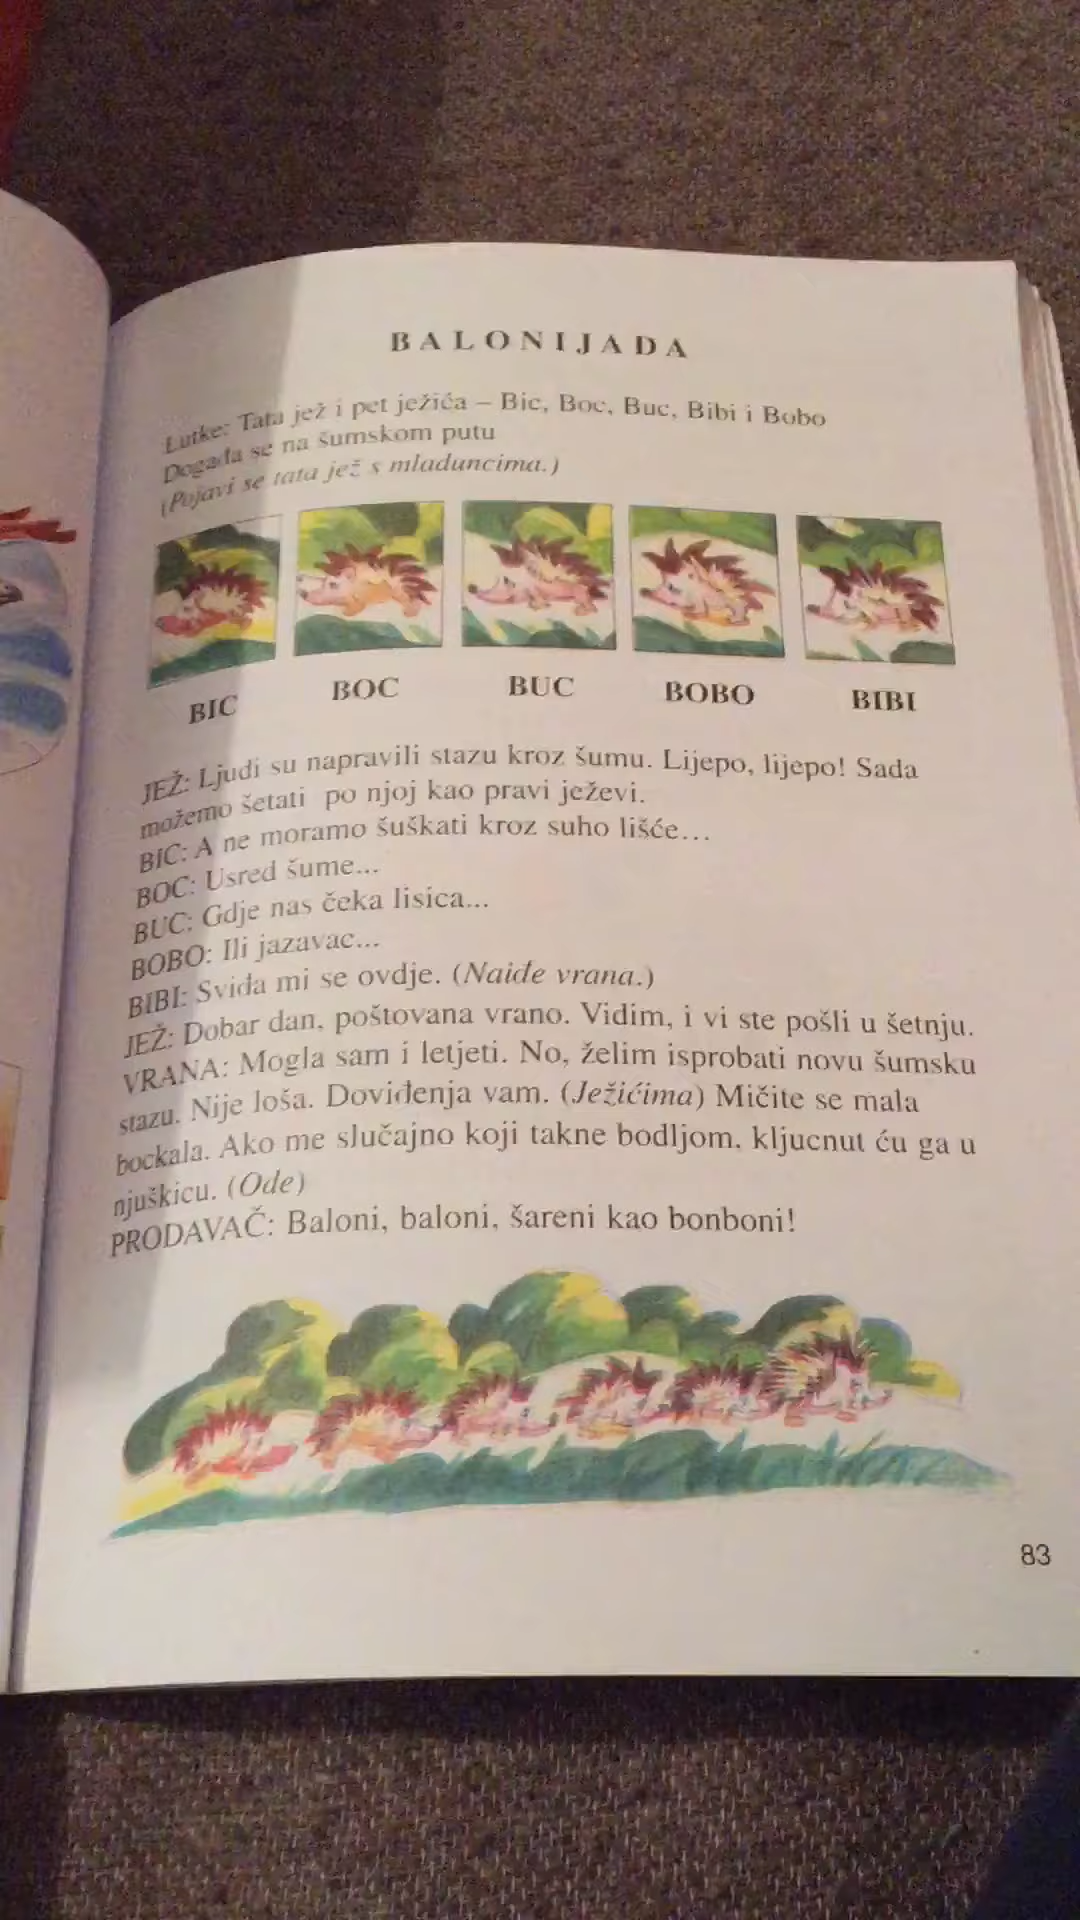 BALONIJADA
Lutke: Tata jež i pet ježića – Bic, Boc, Buc, Bibi i Bobo
Događa se na šumskom putu
(Pojavi se tata jež s mladuncima.)
BIC BOC BUC BOBO BIBI
JEŽ: Ljudi su napravili stazu kroz šumu. Lijepo, lijepo! Sada
možemo šetati po njoj kao pravi ježevi.
BIC: A ne moramo šuškati kroz suho lišće...
BOC: Usred šume...
BUC: Gdje nas čeka lisica...
BOBO: Ili jazavac...
BIBI: Sviđa mi se ovdje. (Naiđe vrana.)
JEŽ: Dobar dan, poštovana vrano. Vidim, i vi ste pošli u šetnju.
VRANA: Mogla sam i letjeti. No, želim isprobati novu šumsku
stazu. Nije loša. Doviđenja vam. (Ježićima) Mičite se mala
bockala. Ako me slučajno koji takne bodljom, kljucnut ću ga u
njuškicu. (Ode)
PRODAVAČ: Baloni, baloni, šareni kao bonboni!
83